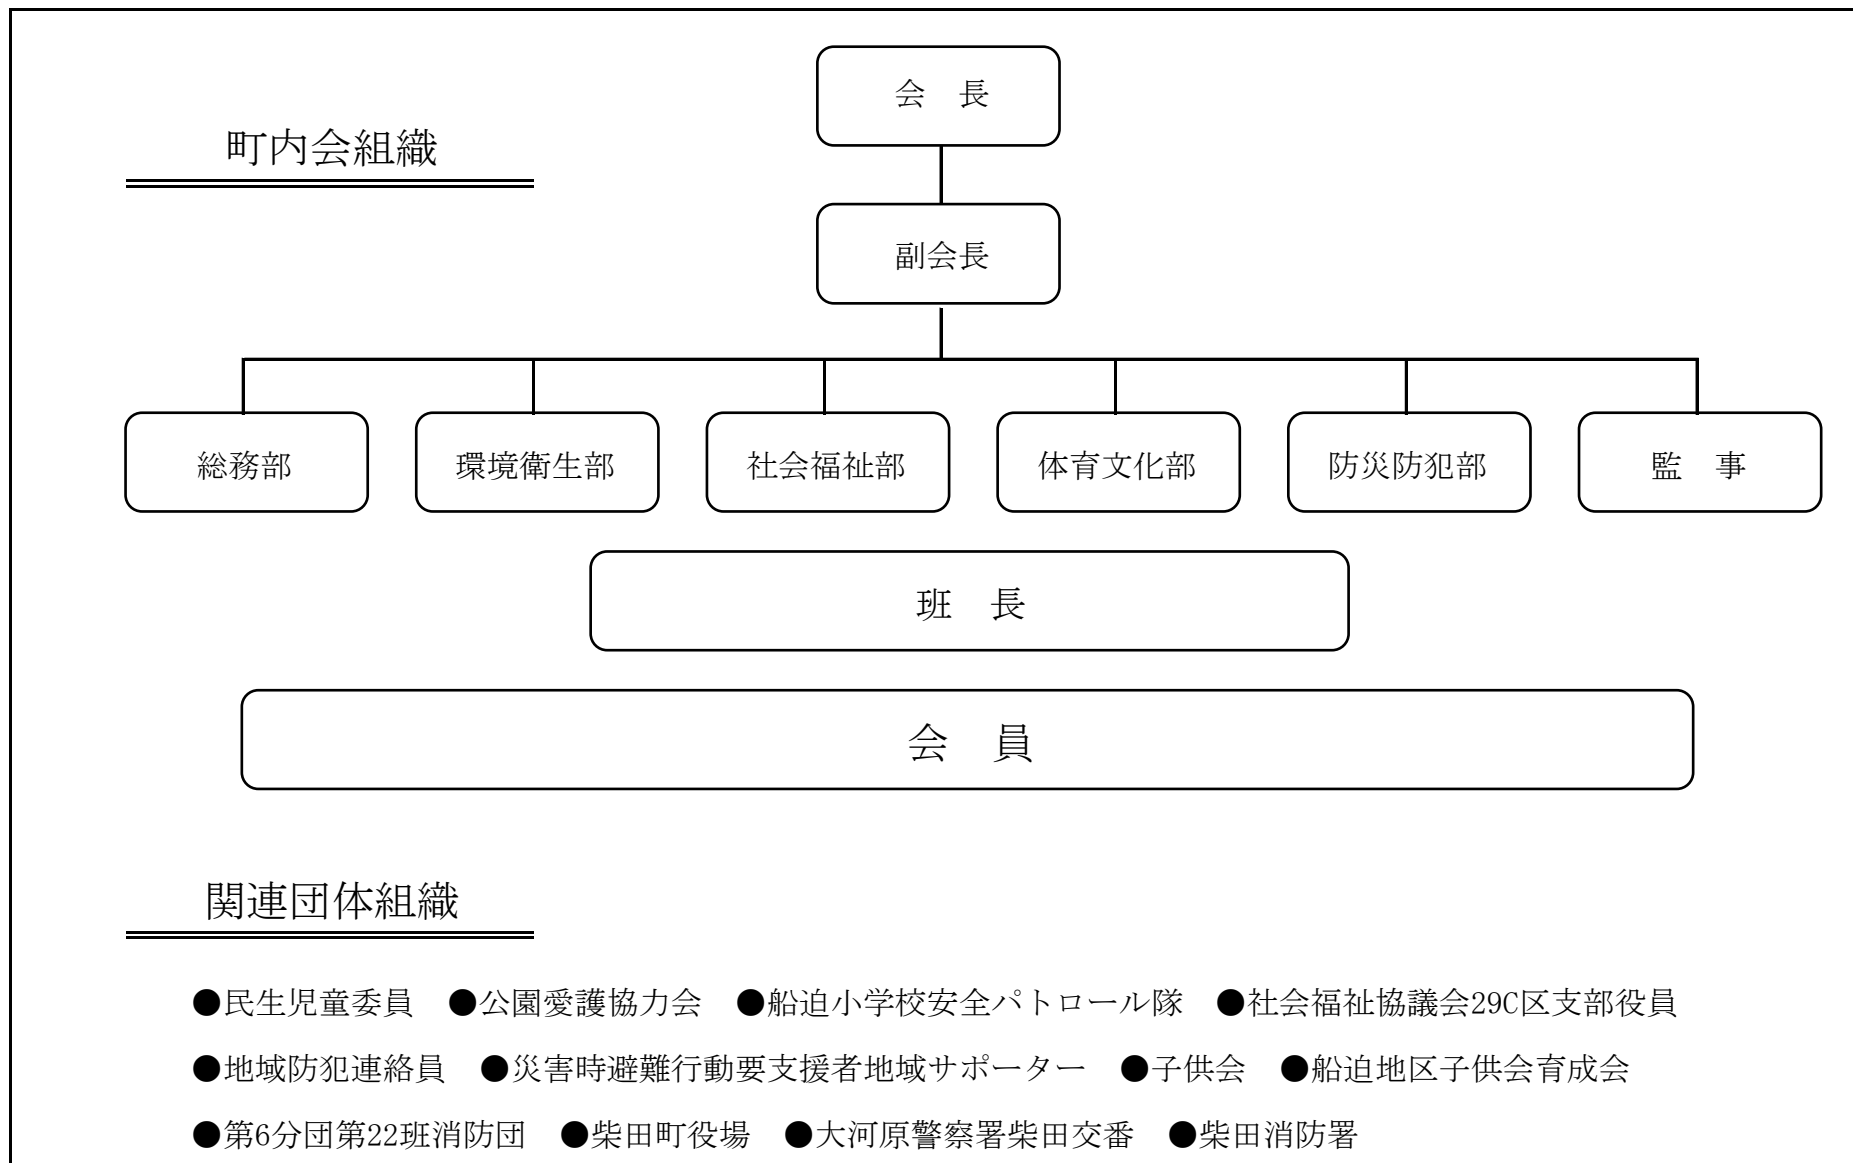 会　長
町内会組織
副会長
総務部　環境衛生部　社会福祉部　体育文化部　防災防犯部　監　事
班　長
会　員
関連団体組織
●民生児童委員　●公園愛護協力会　●船迫小学校安全パトロール隊　●社会福祉協議会29C区支部役員
●地域防犯連絡員　●災害時避難行動要支援者地域サポーター　●子供会　●船迫地区子供会育成会
●第6分団第22班消防団　●柴田町役場　●大河原警察署柴田交番　●柴田消防署